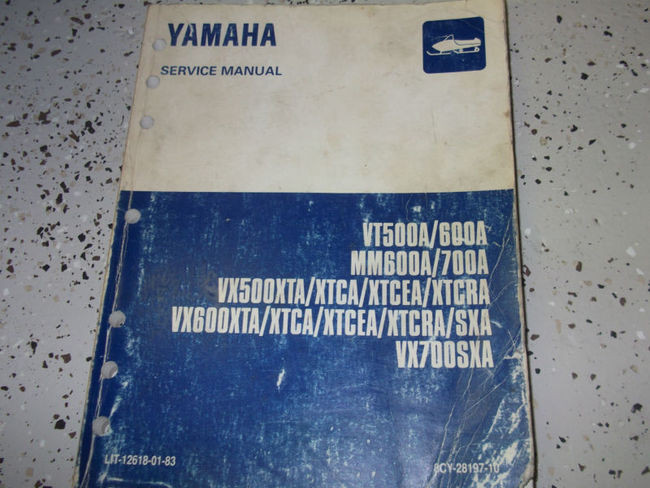 YAMAHA
SERVICE MANUAL
VT500A/600A
MM600A/700A
VX500XTA/XTCA/XTCEA/XTCRA
VX600XTA/XTCA/XTCEA/XTCRA/SXA
VX700SXA
LIT-12618-01-83
8CY-28197-10